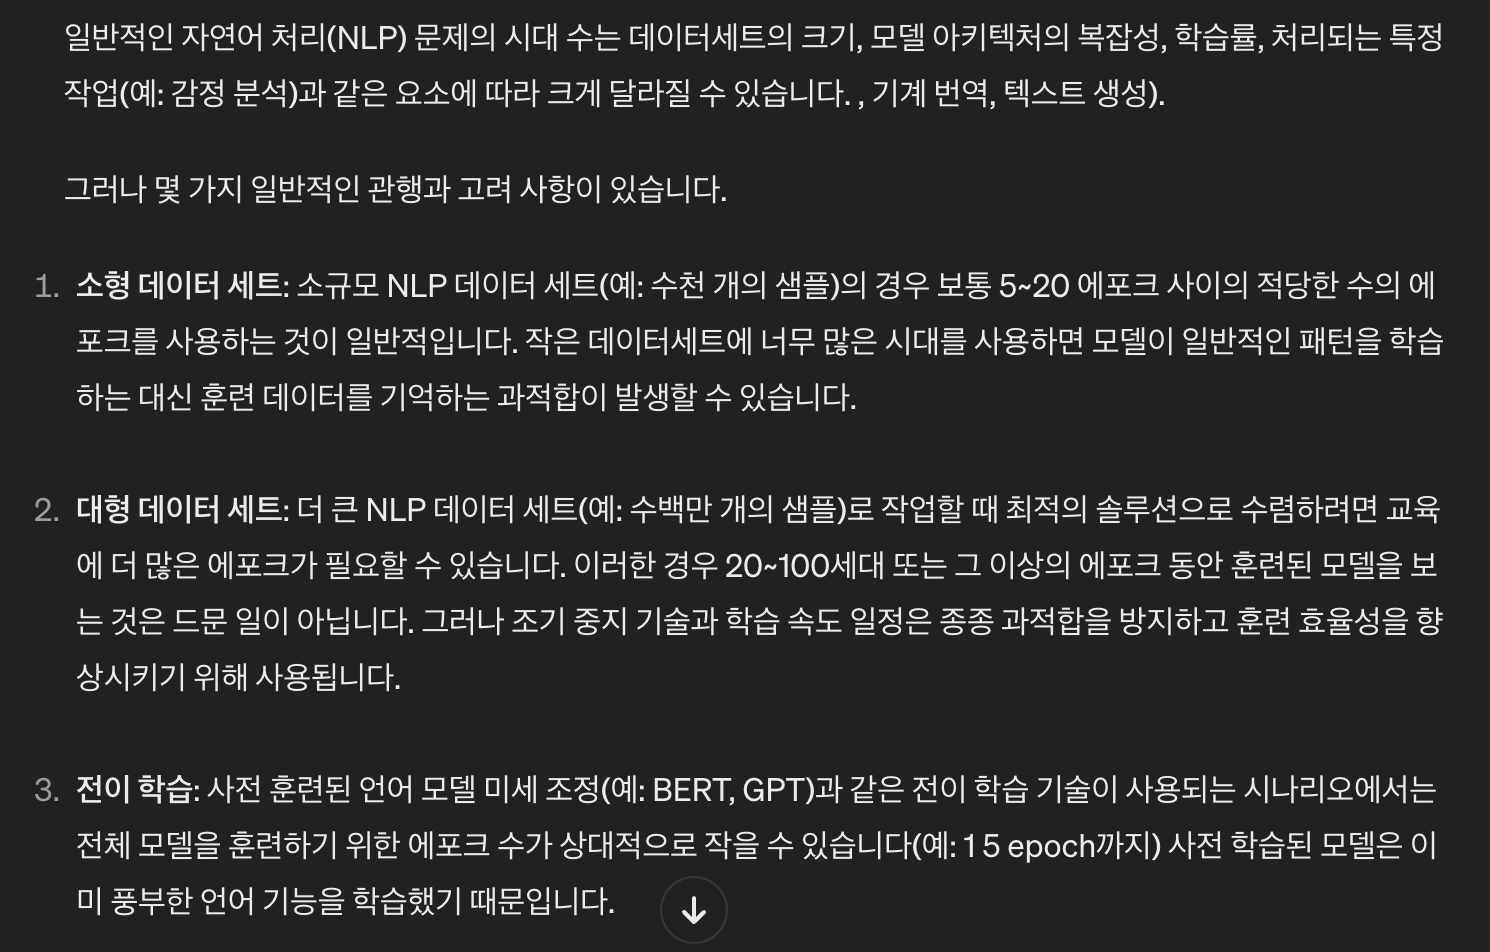 일반적인 자연어 처리(NLP) 문제의 시대 수는 데이터세트의 크기, 모델 아키텍처의 복잡성, 학습률, 처리되는 특정
작업(예: 감정 분석)과 같은 요소에 따라 크게 달라질 수 있습니다. , 기계 번역, 텍스트 생성).
그러나 몇 가지 일반적인 관행과 고려 사항이 있습니다.
1. 소형 데이터 세트: 소규모 NLP 데이터 세트(예: 수천 개의 샘플)의 경우 보통 5~20 에포크 사이의 적당한 수의 에
포크를 사용하는 것이 일반적입니다. 작은 데이터세트에 너무 많은 시대를 사용하면 모델이 일반적인 패턴을 학습
하는 대신 훈련 데이터를 기억하는 과적합이 발생할 수 있습니다.
2. 대형 데이터 세트: 더 큰 NLP 데이터 세트(예: 수백만 개의 샘플)로 작업할 때 최적의 솔루션으로 수렴하려면 교육
에 더 많은 에포크가 필요할 수 있습니다. 이러한 경우 20~100세대 또는 그 이상의 에포크 동안 훈련된 모델을 보
는 것은 드문 일이 아닙니다. 그러나 조기 중지 기술과 학습 속도 일정은 종종 과적합을 방지하고 훈련 효율성을 향
상시키기 위해 사용됩니다.
3. 전이 학습: 사전 훈련된 언어 모델 미세 조정(예: BERT, GPT)과 같은 전이 학습 기술이 사용되는 시나리오에서는
전체 모델을 훈련하기 위한 에포크 수가 상대적으로 작을 수 있습니다(예: 1 5 epoch까지) 사전 학습된 모델은 이
미 풍부한 언어 기능을 학습했기 때문입니다.